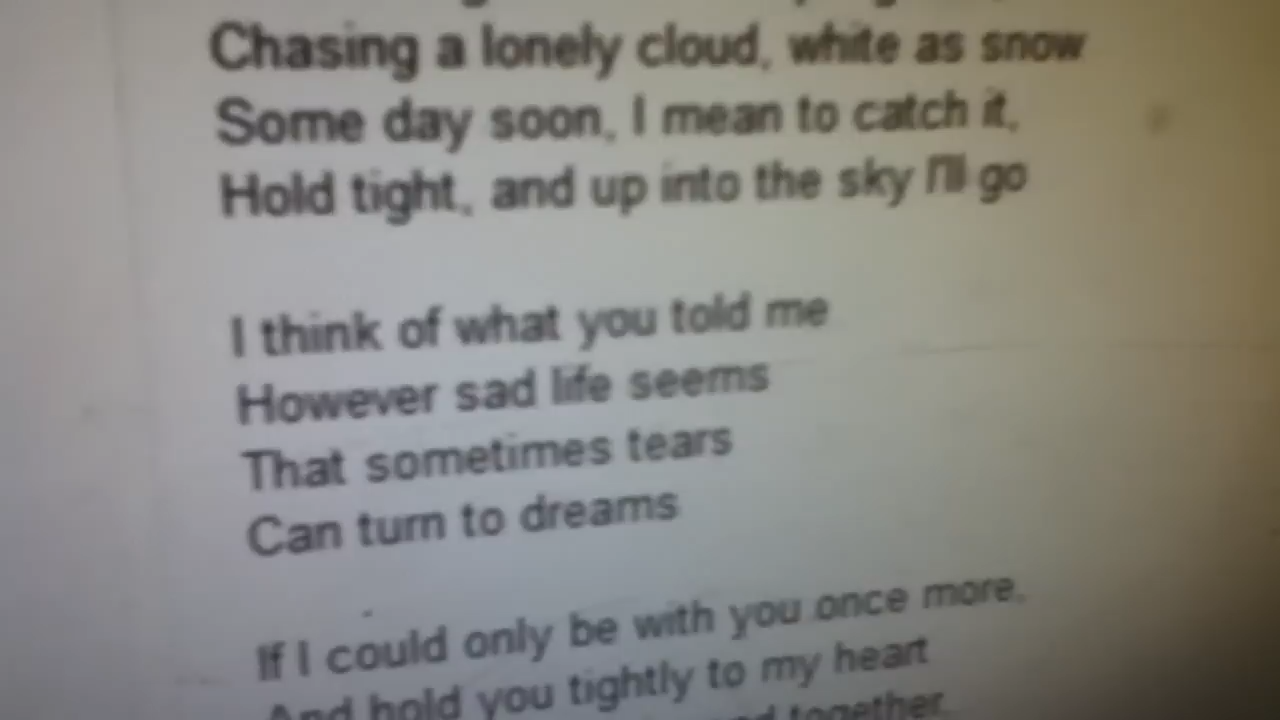 Chasing a lonely cloud, white as snow
Some day soon, I mean to catch it,
Hold tight, and up into the sky I'll go
I think of what you told me
However sad life seems
That sometimes tears
Can turn to dreams
If I could only be with you once more,
And hold you tightly to my heart
together